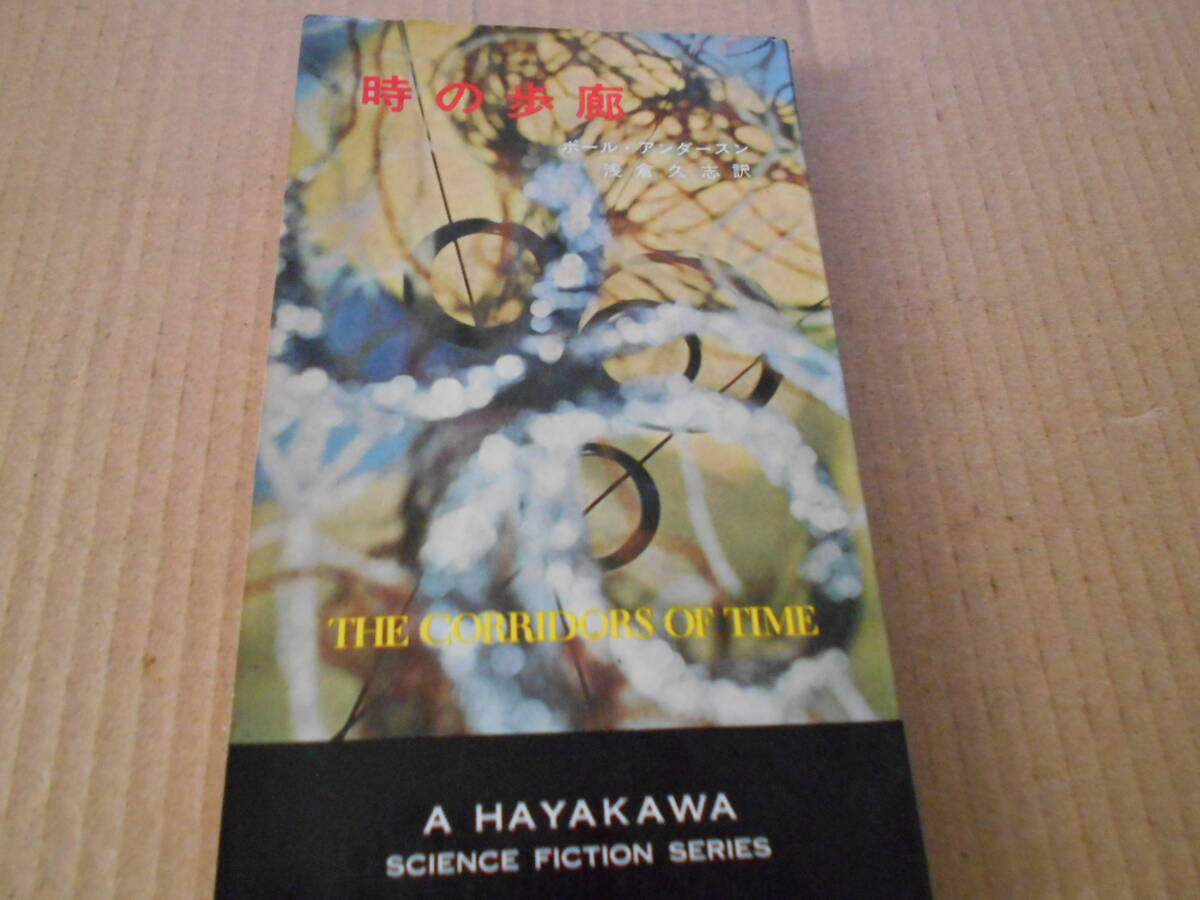 時の歩廊
ポール・アンダースン
浅倉久志訳
THE CORRIDORS OF TIME
A HAYAKAWA
SCIENCE FICTION SERIES